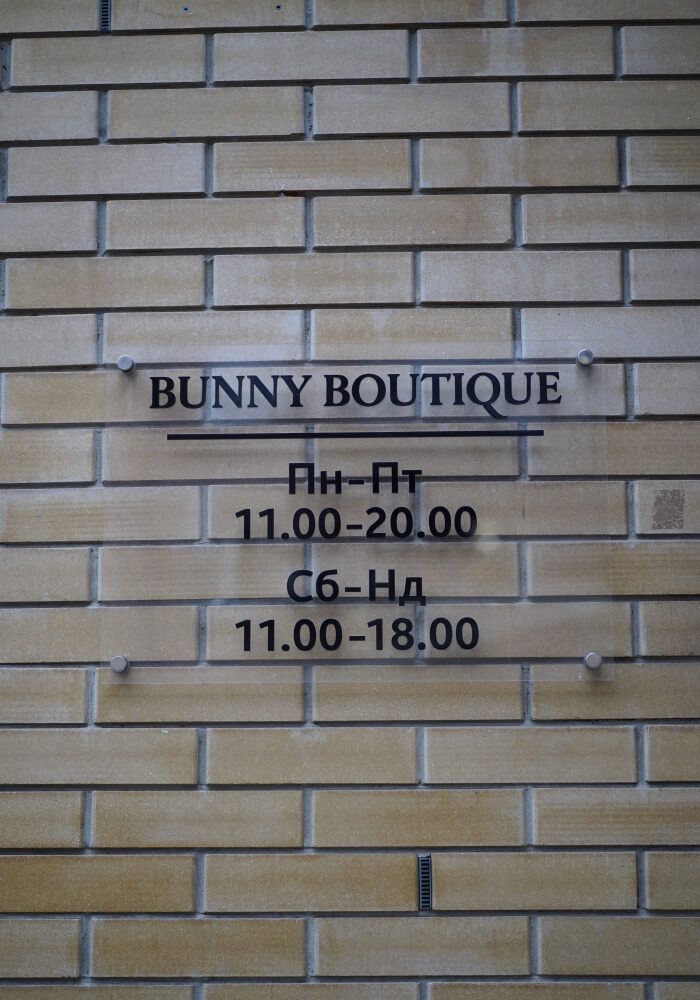 BUNNY BOUTIQUE
Пн-Пт
11.00-20.00
Сб-Нд
11.00-18.00